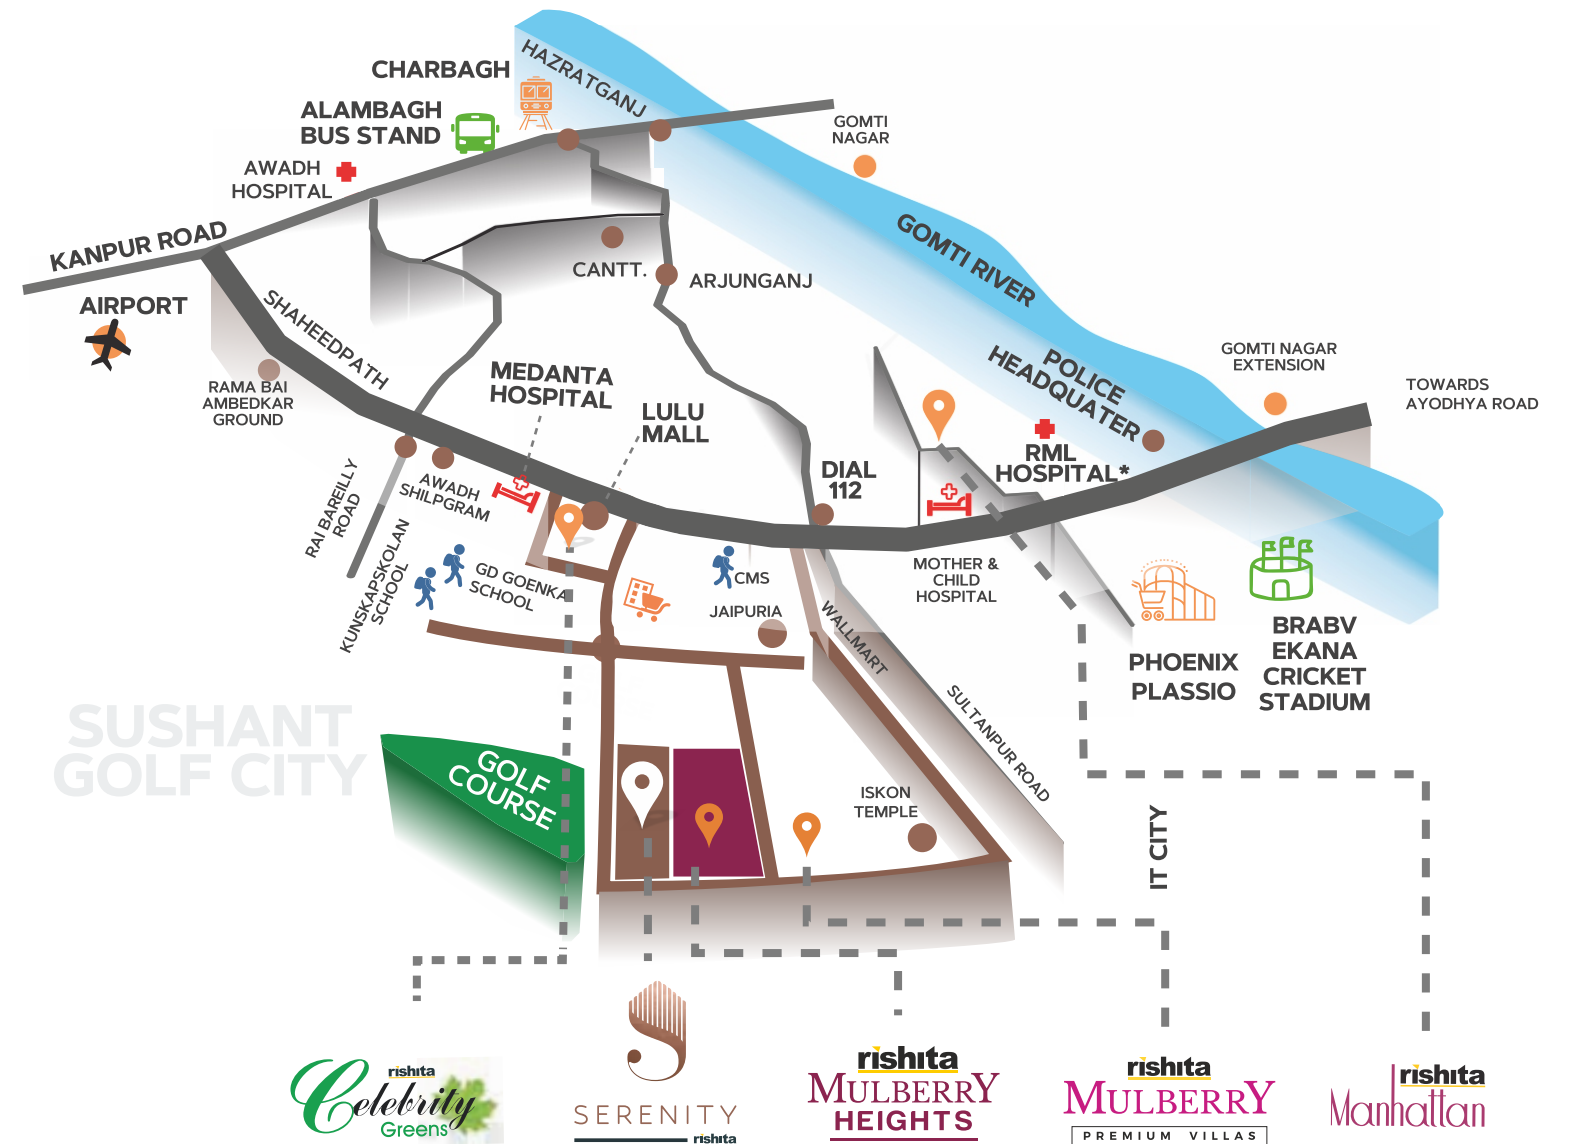 CHARBAGH
HAZRATGANJ
ALAMBAGH
BUS STAND
AWADH
HOSPITAL
GOMTI
NAGAR
KANPUR ROAD
GOMTI RIVER
CANTT.
ARJUNGANJ
AIRPORT
SHAHEEDPATH
RAMA BAI
AMBEDKAR
GROUND
MEDANTA
HOSPITAL
LULU
MALL
POLICE
HEADQUATER
GOMTI NAGAR
EXTENSION
TOWARDS
AYODHYA ROAD
RML
HOSPITAL*
DIAL
112
RAI BAREILLY
ROAD
AWADH
SHILPGRAM
KUNSKAPSKOLAN
SCHOOL
GD GOENKA
SCHOOL
CMS
JAIPURIA
MOTHER &
CHILD
HOSPITAL
WALLMART
SULTANPUR ROAD
PHOENIX
PLASSIO
BRABV
EKANA
CRICKET
STADIUM
SUSHANT
GOLF CITY
GOLF
COURSE
ISKON
TEMPLE
IT CITY
rishita
Celebrity
Greens
S
SERENITY
rishita
rishita
MULBERRY
HEIGHTS
rishita
MULBERRY
PREMIUM VILLAS
rishita
Manhattan